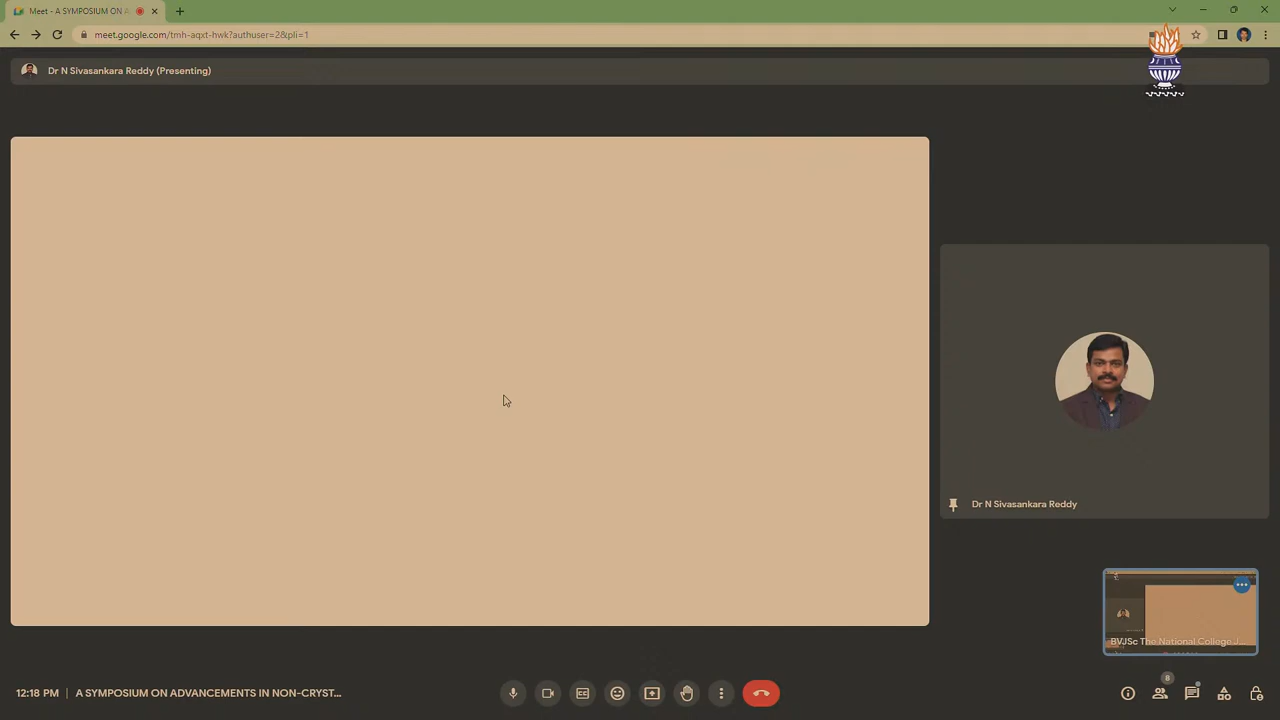 Meet - A SYMPOSIUM ON A
meet.google.com/tmh-aqxt-hwk?authuser=2&pli=1
Dr N Sivasankara Reddy (Presenting)
Dr N Sivasankara Reddy
BVJSc The National College J...
8
12:18 PM | A SYMPOSIUM ON ADVANCEMENTS IN NON-CRYST...